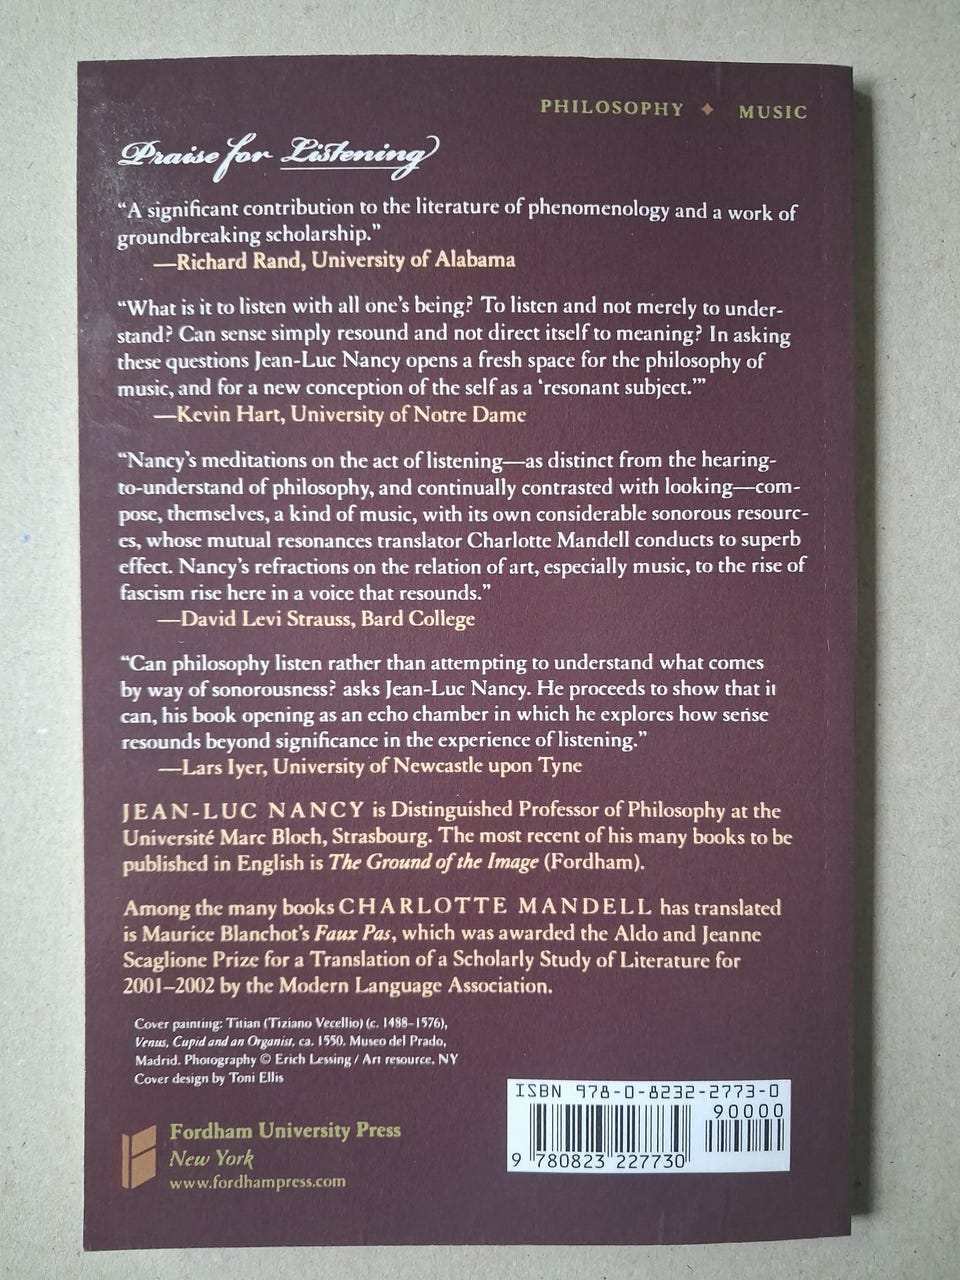 PHILOSOPHY ◆ MUSIC
Praise for Listening
“A significant contribution to the literature of phenomenology and a work of
groundbreaking scholarship.”
—Richard Rand, University of Alabama
“What is it to listen with all one’s being? To listen and not merely to under-
stand? Can sense simply resound and not direct itself to meaning? In asking
these questions Jean-Luc Nancy opens a fresh space for the philosophy of
music, and for a new conception of the self as a ‘resonant subject.’”
—Kevin Hart, University of Notre Dame
“Nancy’s meditations on the act of listening—as distinct from the hearing-
to-understand of philosophy, and continually contrasted with looking—com-
pose, themselves, a kind of music, with its own considerable sonorous resourc-
es, whose mutual resonances translator Charlotte Mandell conducts to superb
effect. Nancy’s refractions on the relation of art, especially music, to the rise of
fascism rise here in a voice that resounds.”
—David Levi Strauss, Bard College
“Can philosophy listen rather than attempting to understand what comes
by way of sonorousness? asks Jean-Luc Nancy. He proceeds to show that it
can, his book opening as an echo chamber in which he explores how sense
resounds beyond significance in the experience of listening.”
—Lars Iyer, University of Newcastle upon Tyne
JEAN-LUC NANCY is Distinguished Professor of Philosophy at the
Université Marc Bloch, Strasbourg. The most recent of his many books to be
published in English is The Ground of the Image (Fordham).
Among the many books CHARLOTTE MANDELL has translated
is Maurice Blanchot’s Faux Pas, which was awarded the Aldo and Jeanne
Scaglione Prize for a Translation of a Scholarly Study of Literature for
2001–2002 by the Modern Language Association.
Cover painting: Titian (Tiziano Vecellio) (c. 1488–1576),
Venus, Cupid and an Organist, ca. 1550. Museo del Prado,
Madrid. Photography © Erich Lessing / Art resource, NY
Cover design by Toni Ellis
Fordham University Press
New York
www.fordhampress.com
ISBN 978-0-8232-2773-0
90000
9 780823 227730